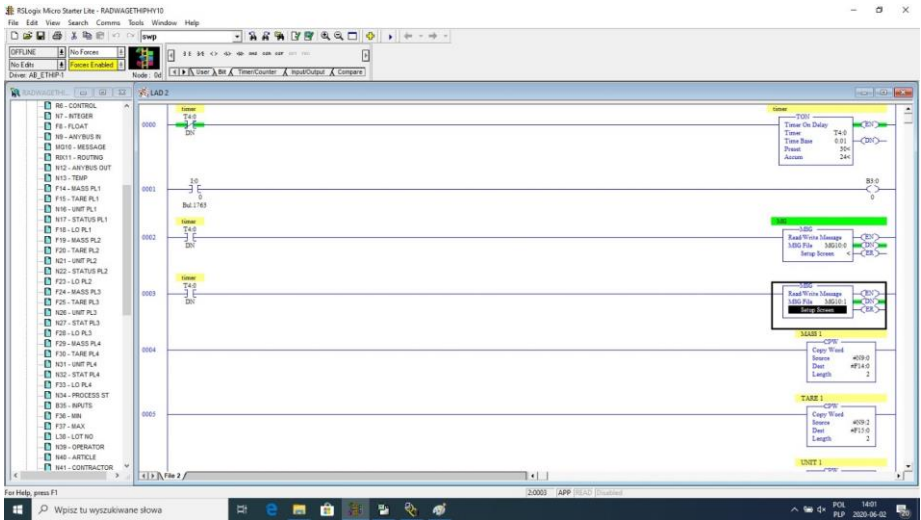 RSLogix Micro Starter Lite - RADWAGETHIPHY10
File Edit View Search Comms Tools Window Help
swp
OFFLINE No Forces
No Edits Forces Enabled
Driver: AB_ETHIP-1 Node: 0d
User Bit Timer/Counter Input/Output Compare
LAD 2
R6 - CONTROL
N7 - INTEGER
F8 - FLOAT
N9 - ANYBUS IN
MG10 - MESSAGE
RIX11 - ROUTING
N12 - ANYBUS OUT
N13 - TEMP
F14 - MASS PL1
F15 - TARE PL1
N16 - UNIT PL1
N17 - STATUS PL1
F18 - LO PL1
F19 - MASS PL2
F20 - TARE PL2
N21 - UNIT PL2
N22 - STATUS PL2
F23 - LO PL2
F24 - MASS PL3
F25 - TARE PL3
N26 - UNIT PL3
N27 - STAT PL3
F28 - LO PL3
F29 - MASS PL4
F30 - TARE PL4
N31 - UNIT PL4
N32 - STAT PL4
F33 - LO PL4
N34 - PROCESS ST
B35 - INPUTS
F36 - MIN
F37 - MAX
L38 - LOT NO
N39 - OPERATOR
N40 - ARTICLE
N41 - CONTRACTOR
0000
timer
T4:0
DN
timer
TON
Timer On Delay
Timer T4:0
Time Base 0.01
Preset 30<
Accum 24<
EN
DN
0001
I:0
0
Bul.1763
B3:0
0
0002
timer
T4:0
DN
MG
MSG
Read/Write Message
MSG File MG10:0
Setup Screen <
EN
DN
ER
0003
timer
T4:0
DN
MSG
Read/Write Message
MSG File MG10:1
Setup Screen
EN
DN
ER
0004
MASS 1
CPW
Copy Word
Source #N9:0
Dest #F14:0
Length 2
0005
TARE 1
CPW
Copy Word
Source #N9:2
Dest #F15:0
Length 2
UNIT 1
CPW
File 2
For Help, press F1
2:0003 APP READ Disabled
Wpisz tu wyszukiwane słowa
POL
PLP
14:01
2020-06-02